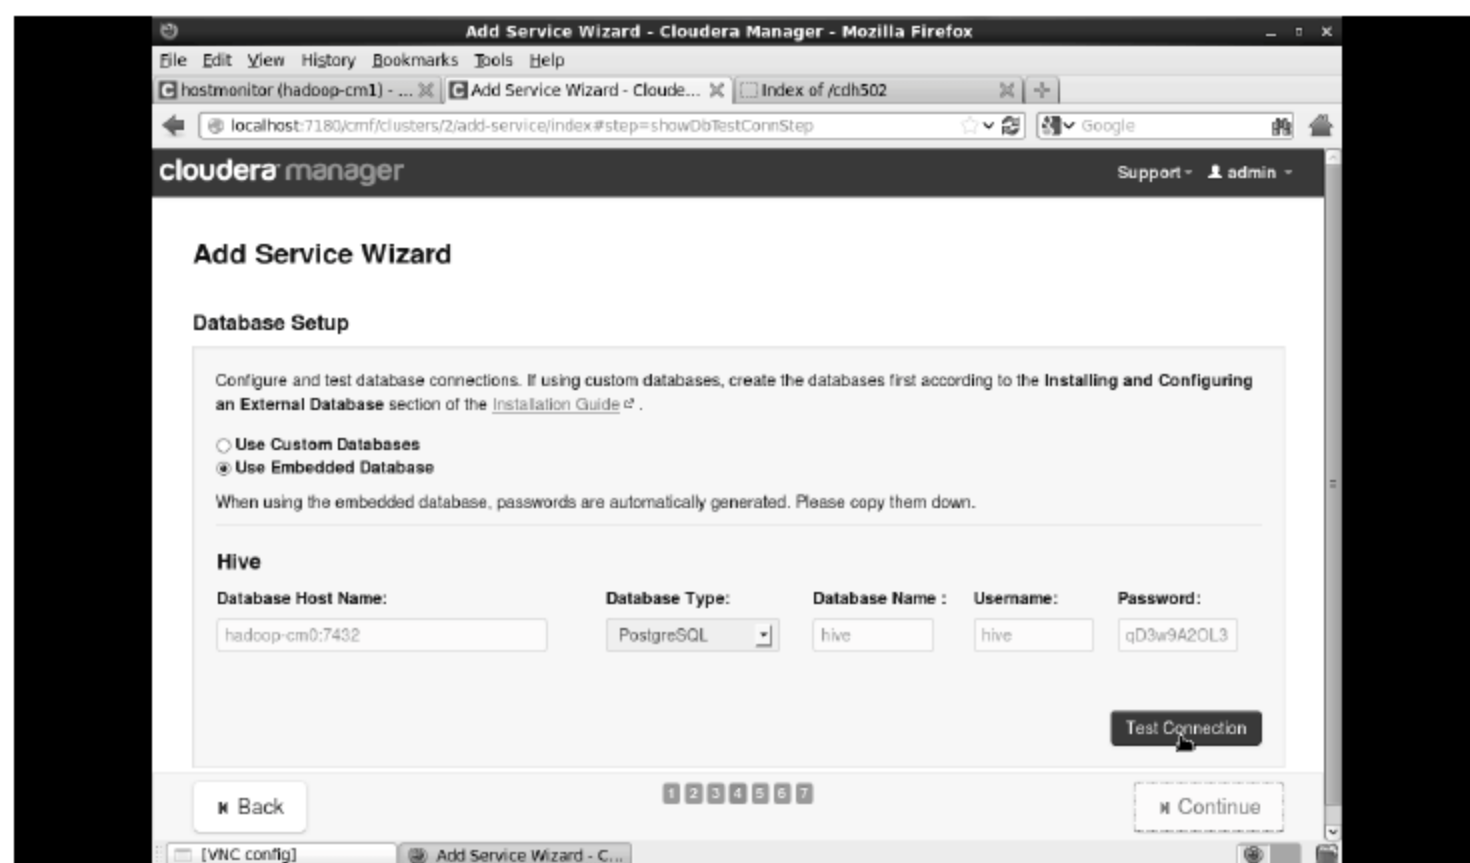 Add Service Wizard - Cloudera Manager - Mozilla Firefox
File Edit View History Bookmarks Tools Help
hostmonitor (hadoop-cm1) - ... Add Service Wizard - Cloude... Index of /cdh502
localhost:7180/cmf/clusters/2/add-service/index#step=showDbTestConnStep Google
cloudera manager Support admin
Add Service Wizard
Database Setup
Configure and test database connections. If using custom databases, create the databases first according to the Installing and Configuring
an External Database section of the Installation Guide .
Use Custom Databases
Use Embedded Database
When using the embedded database, passwords are automatically generated. Please copy them down.
Hive
Database Host Name: Database Type: Database Name : Username: Password:
hadoop-cm0:7432 PostgreSQL hive hive qD3w9A2OL3
Test Connection
Back 1 2 3 4 5 6 7 Continue
[VNC config] Add Service Wizard - C...